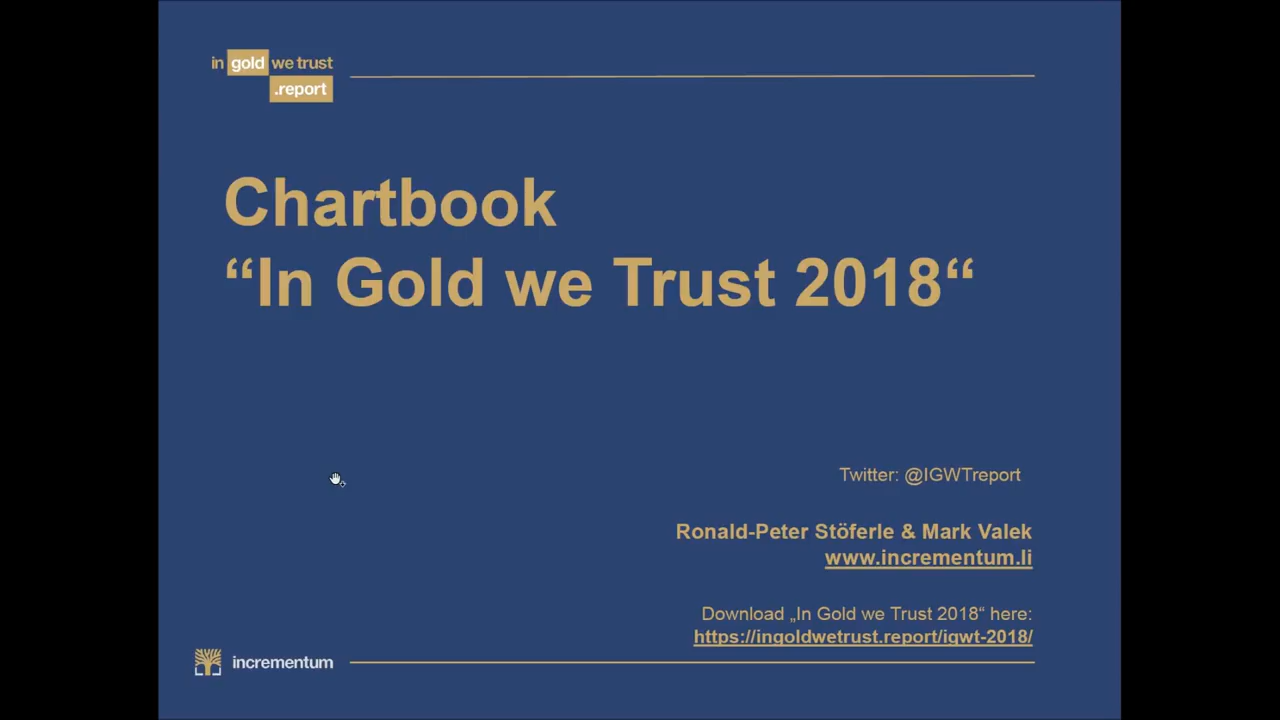 in gold we trust
.report
Chartbook
“In Gold we Trust 2018“
Twitter: @IGWTreport
Ronald-Peter Stöferle & Mark Valek
www.incrementum.li
Download „In Gold we Trust 2018“ here:
https://ingoldwetrust.report/igwt-2018/
incrementum